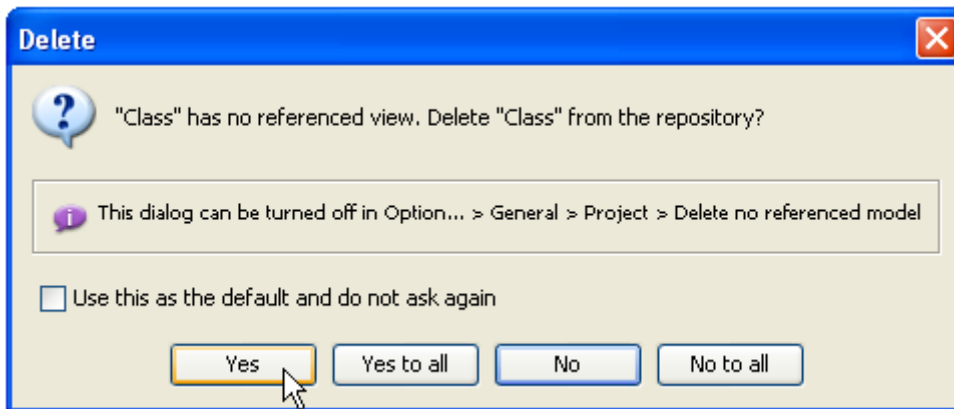 Delete
"Class" has no referenced view. Delete "Class" from the repository?
This dialog can be turned off in Option... > General > Project > Delete no referenced model
Use this as the default and do not ask again
Yes
Yes to all
No
No to all